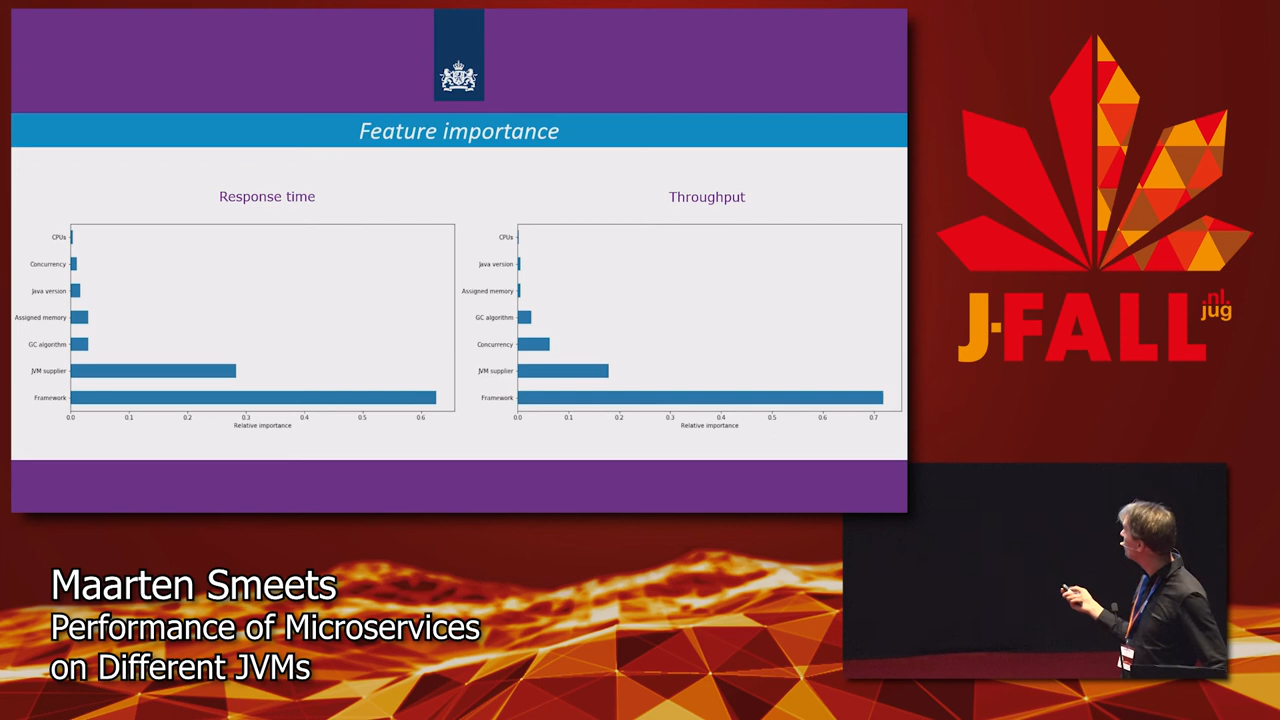 Feature importance
Response time
CPUs
Concurrency
Java version
Assigned memory
GC algorithm
JVM supplier
Framrwork
0.0 0.1 0.2 0.3 0.4 0.5 0.6
Relative importance
Throughput
CPUs
Java version
Assigned memory
GC algorithm
Concurrency
JVM supplier
Framrwork
0.0 0.1 0.2 0.3 0.4 0.5 0.6 0.7
Relative importance
J-FALL
nl.
jug
Maarten Smeets
Performance of Microservices
on Different JVMs